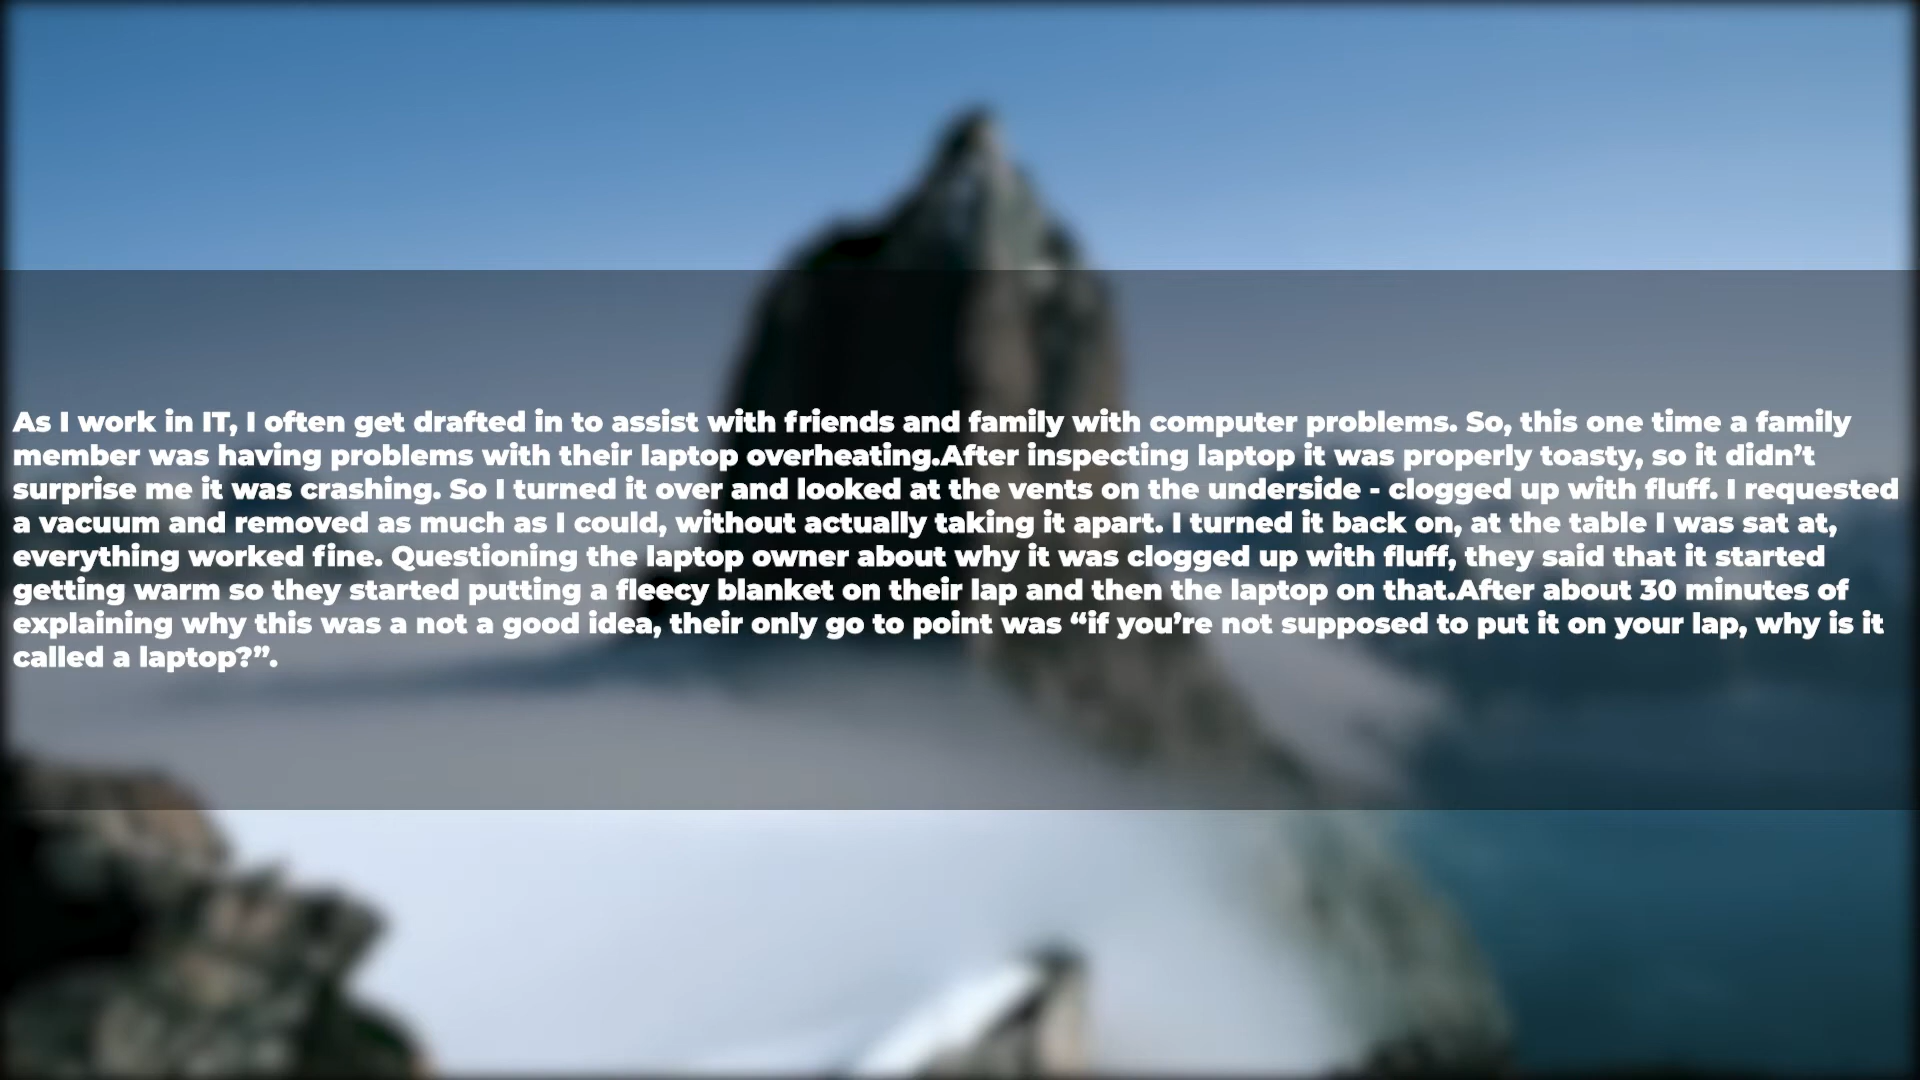 As I work in IT, I often get drafted in to assist with friends and family with computer problems. So, this one time a family
member was having problems with their laptop overheating.After inspecting laptop it was properly toasty, so it didn’t
surprise me it was crashing. So I turned it over and looked at the vents on the underside - clogged up with fluff. I requested
a vacuum and removed as much as I could, without actually taking it apart. I turned it back on, at the table I was sat at,
everything worked fine. Questioning the laptop owner about why it was clogged up with fluff, they said that it started
getting warm so they started putting a fleecy blanket on their lap and then the laptop on that.After about 30 minutes of
explaining why this was a not a good idea, their only go to point was “if you’re not supposed to put it on your lap, why is it
called a laptop?”.